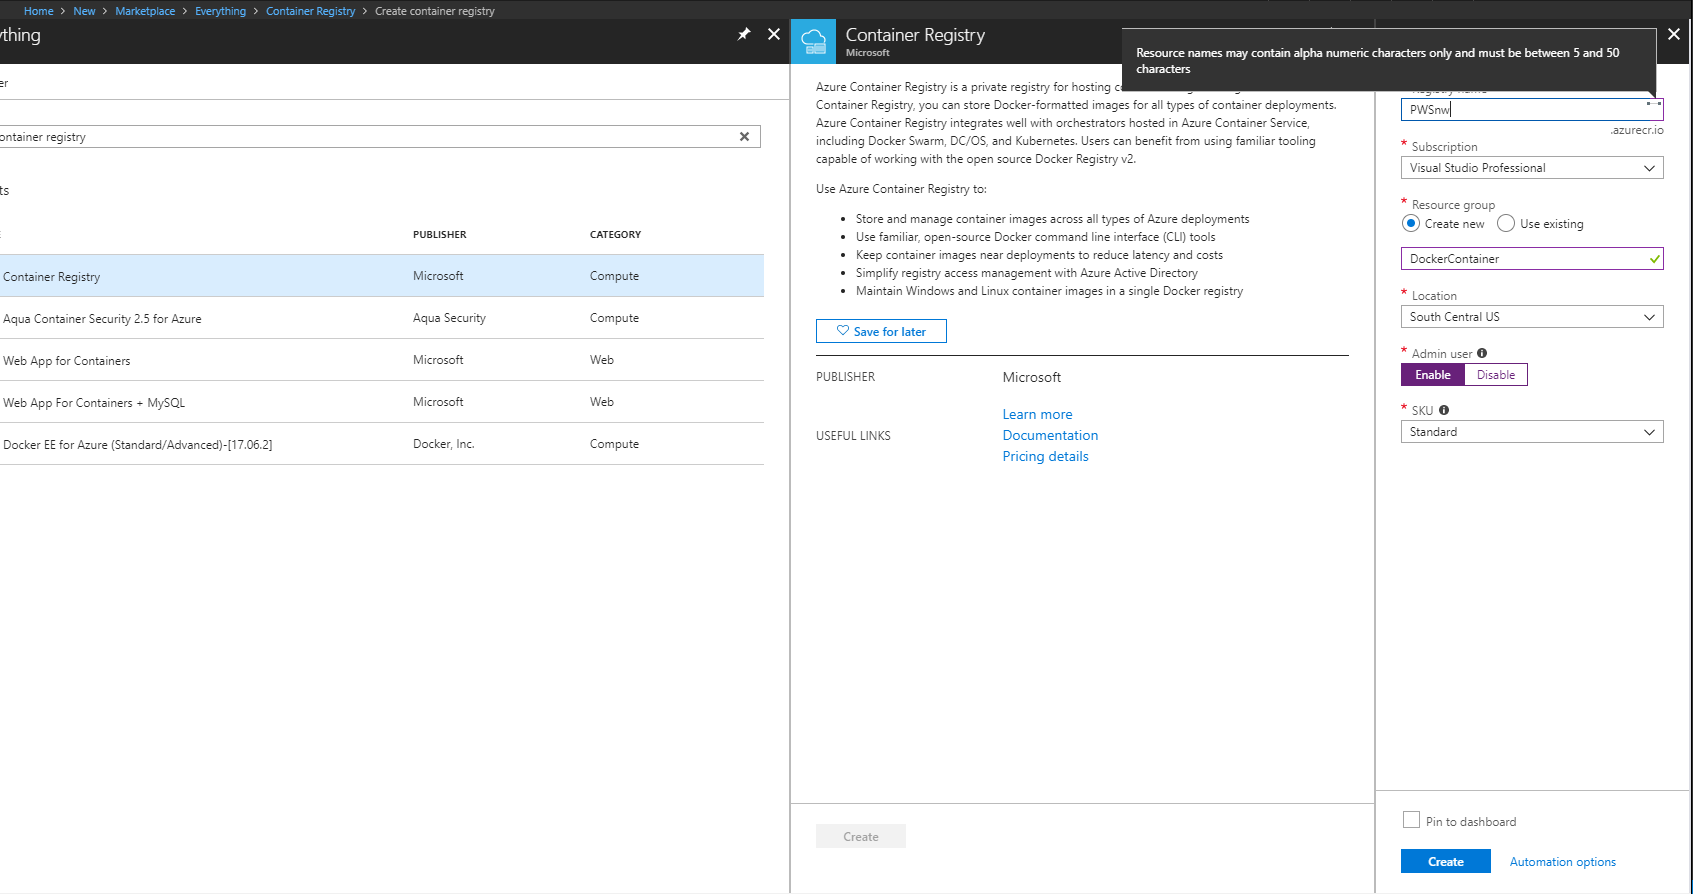 Home > New > Marketplace > Everything > Container Registry > Create container registry
ything
er
ontainer registry
ts
PUBLISHER CATEGORY
Container Registry Microsoft Compute
Aqua Container Security 2.5 for Azure Aqua Security Compute
Web App for Containers Microsoft Web
Web App For Containers + MySQL Microsoft Web
Docker EE for Azure (Standard/Advanced)-[17.06.2] Docker, Inc. Compute
Container Registry
Microsoft
Azure Container Registry is a private registry for hosting
Container Registry, you can store Docker-formatted images for all types of container deployments.
Azure Container Registry integrates well with orchestrators hosted in Azure Container Service,
including Docker Swarm, DC/OS, and Kubernetes. Users can benefit from using familiar tooling
capable of working with the open source Docker Registry v2.
Use Azure Container Registry to:
• Store and manage container images across all types of Azure deployments
• Use familiar, open-source Docker command line interface (CLI) tools
• Keep container images near deployments to reduce latency and costs
• Simplify registry access management with Azure Active Directory
• Maintain Windows and Linux container images in a single Docker registry
Save for later
PUBLISHER Microsoft
Learn more
USEFUL LINKS Documentation
Pricing details
Create
Resource names may contain alpha numeric characters only and must be between 5 and 50
characters
PWSnw
.azurecr.io
* Subscription
Visual Studio Professional
* Resource group
Create new Use existing
DockerContainer
* Location
South Central US
* Admin user
Enable Disable
* SKU
Standard
Pin to dashboard
Create Automation options